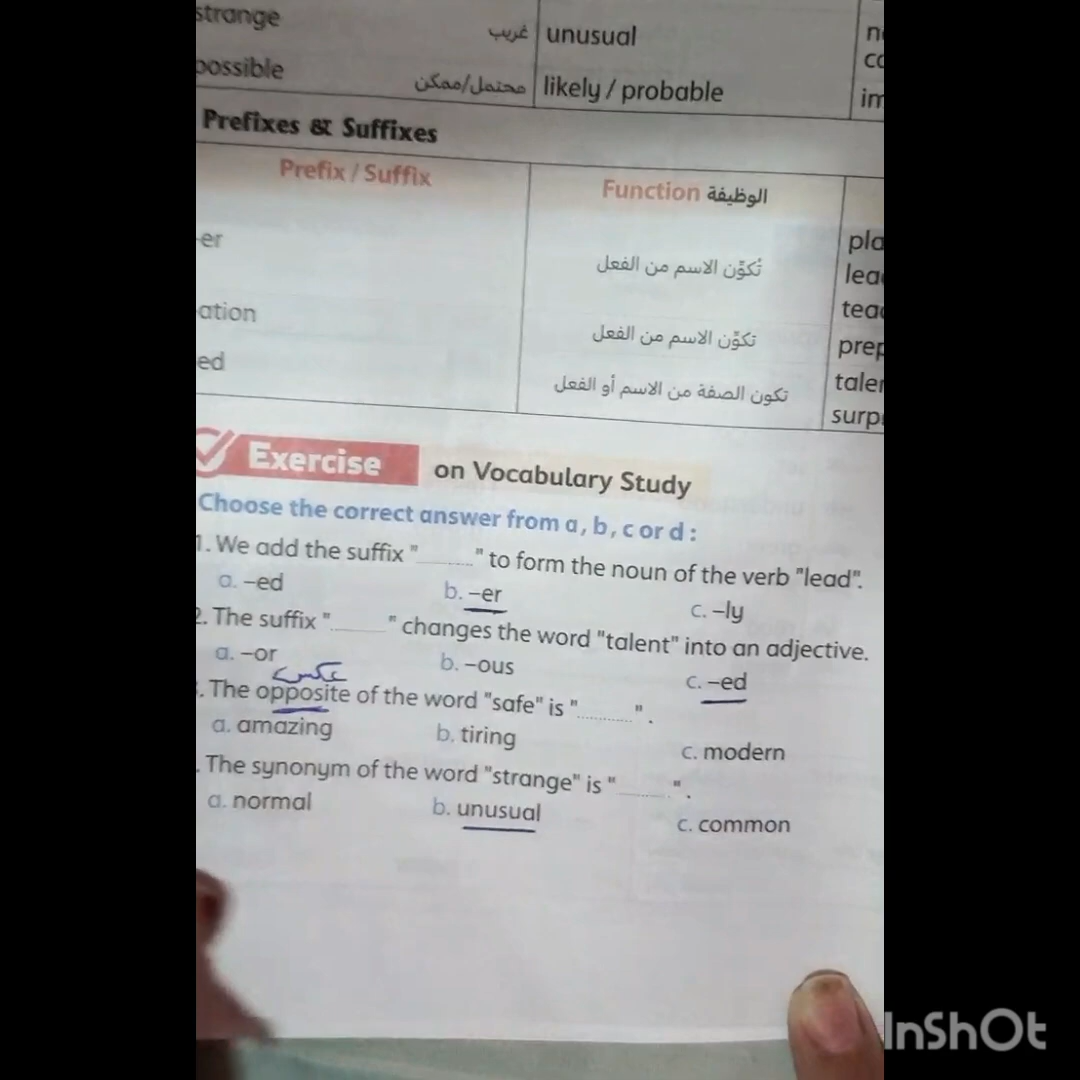 strange غريب unusual
possible محتمل/ممكن likely / probable
Prefixes & Suffixes
Prefix / Suffix Function الوظيفة
-er تُكوِّن الاسم من الفعل
-ation تكوِّن الاسم من الفعل
ed تكون الصفة من الاسم أو الفعل
Exercise on Vocabulary Study
Choose the correct answer from a, b, c or d :
1. We add the suffix "............" to form the noun of the verb "lead".
a. –ed b. –er c. –ly
2. The suffix "............" changes the word "talent" into an adjective.
a. –or b. –ous c. –ed
عكس
. The opposite of the word "safe" is "............" .
a. amazing b. tiring c. modern
. The synonym of the word "strange" is "............" .
a. normal b. unusual c. common
InShOt